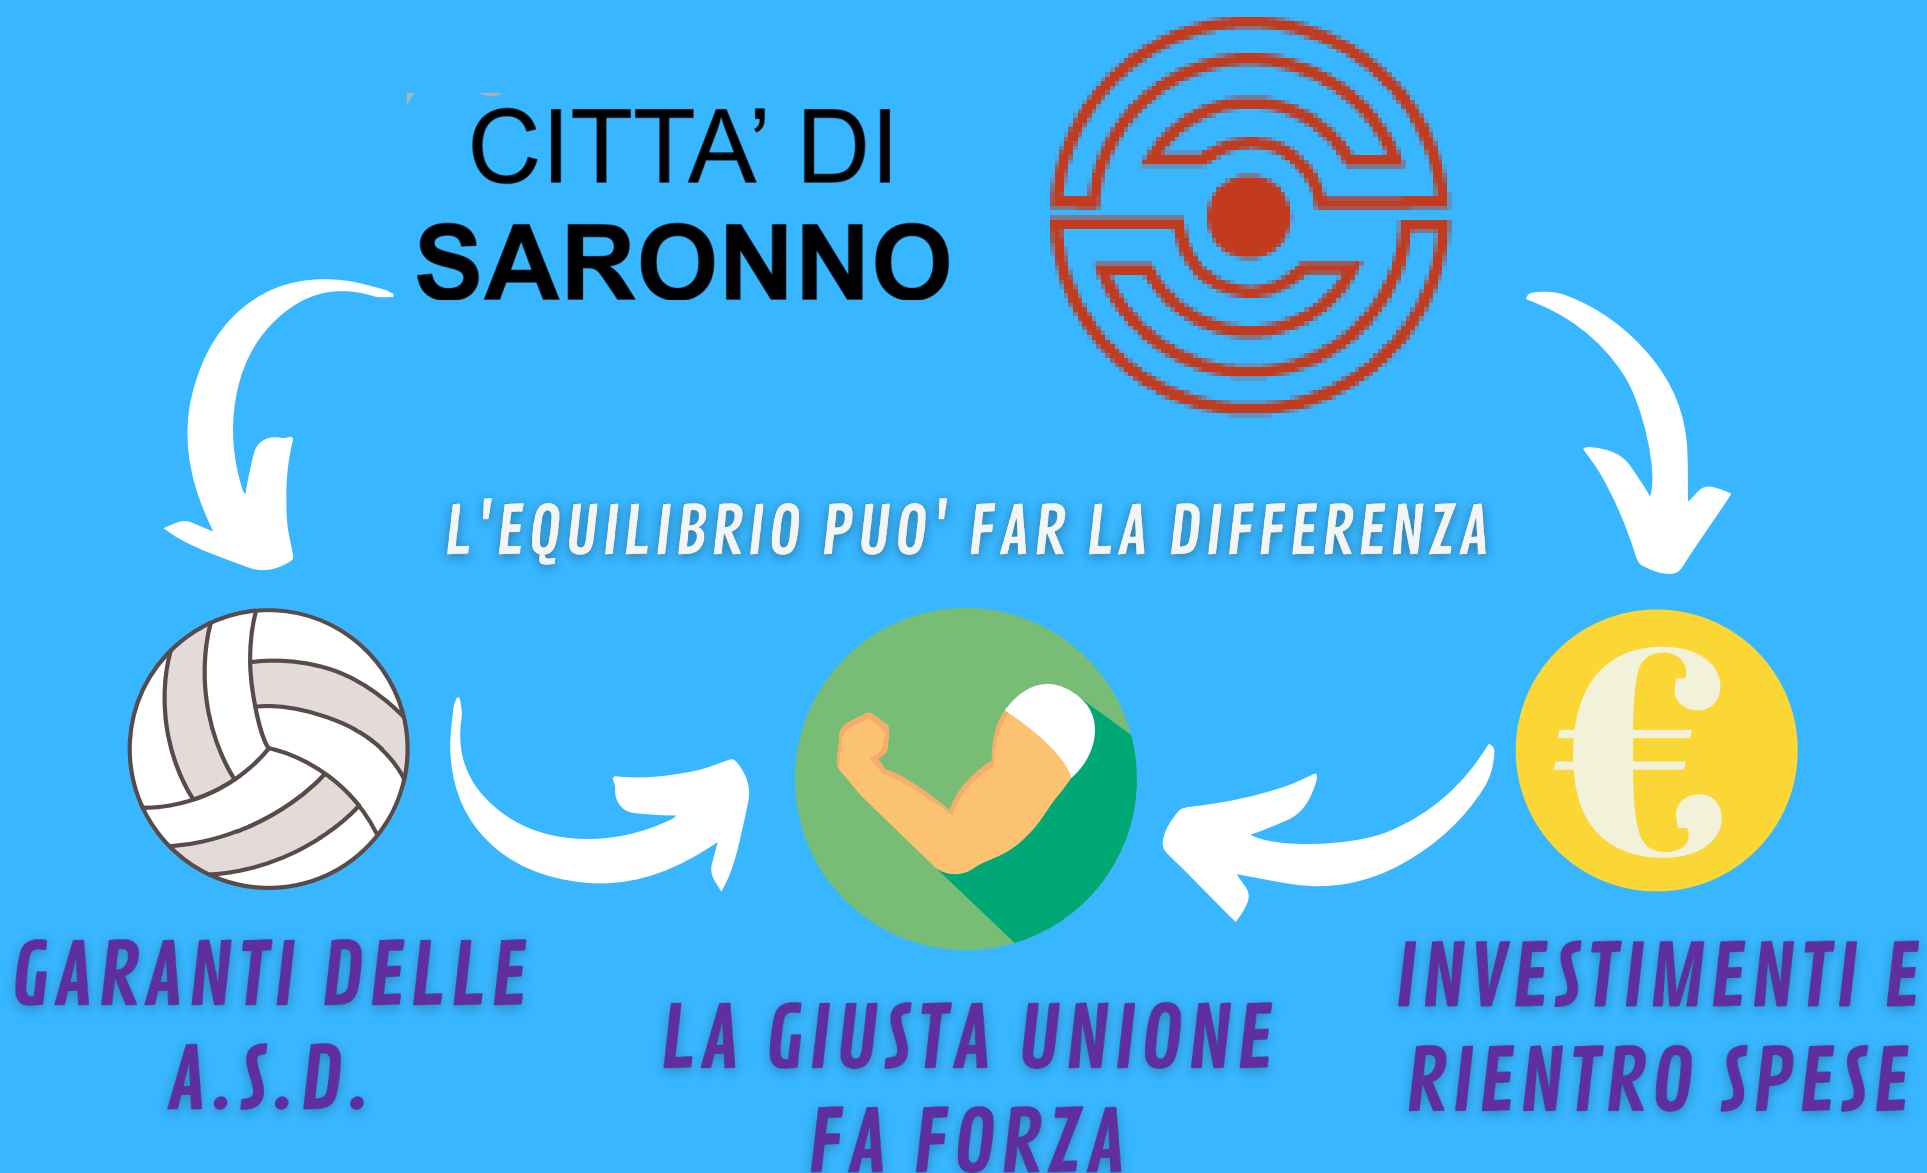 CITTA' DI
SARONNO
L'EQUILIBRIO PUO' FAR LA DIFFERENZA
€
GARANTI DELLE
A.S.D.
LA GIUSTA UNIONE
FA FORZA
INVESTIMENTI E
RIENTRO SPESE